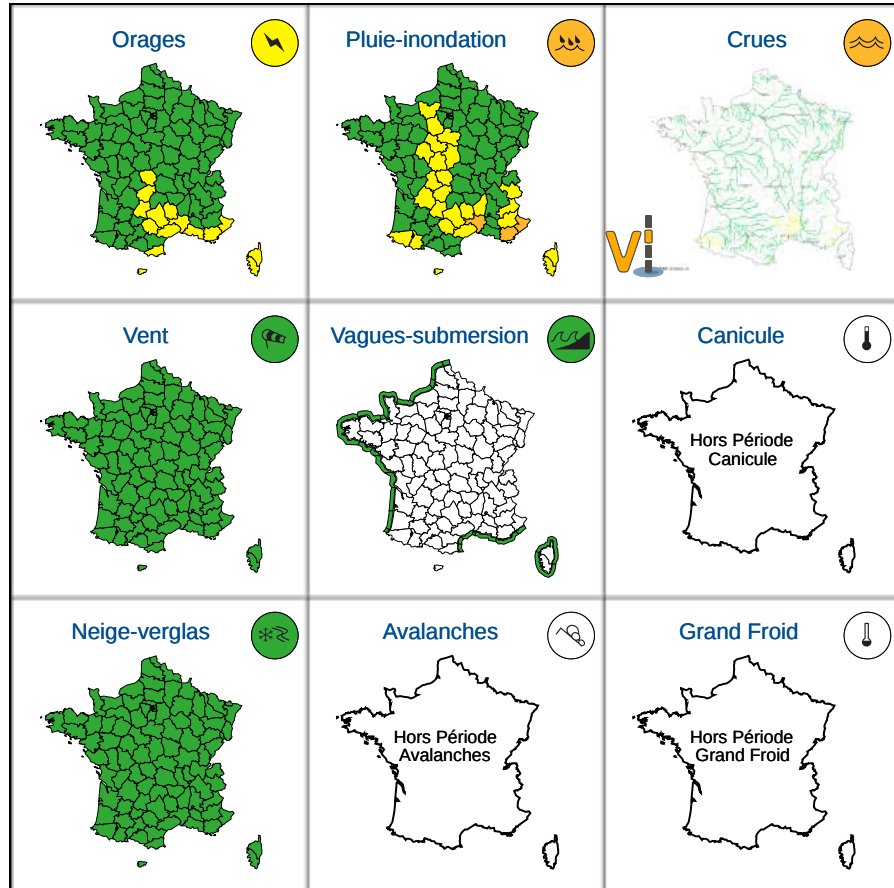 Orages
Pluie-inondation
Crues
Vi
Vent
Vagues-submersion
Canicule
Hors Période
Canicule
Neige-verglas
Avalanches
Hors Période
Avalanches
Grand Froid
Hors Période
Grand Froid